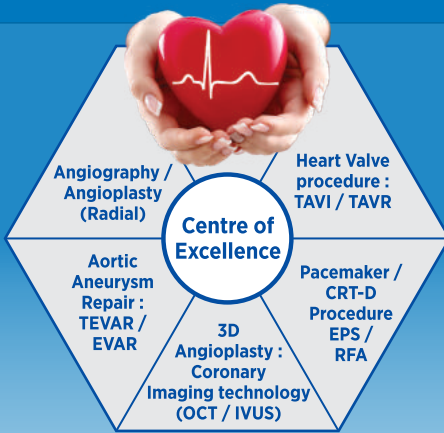 Angiography /
Angioplasty
(Radial)
Heart Valve
procedure :
TAVI / TAVR
Centre of
Excellence
Aortic
Aneurysm
Repair :
TEVAR /
EVAR
3D
Angioplasty :
Coronary
Imaging technology
(OCT / IVUS)
Pacemaker /
CRT-D
Procedure
EPS /
RFA